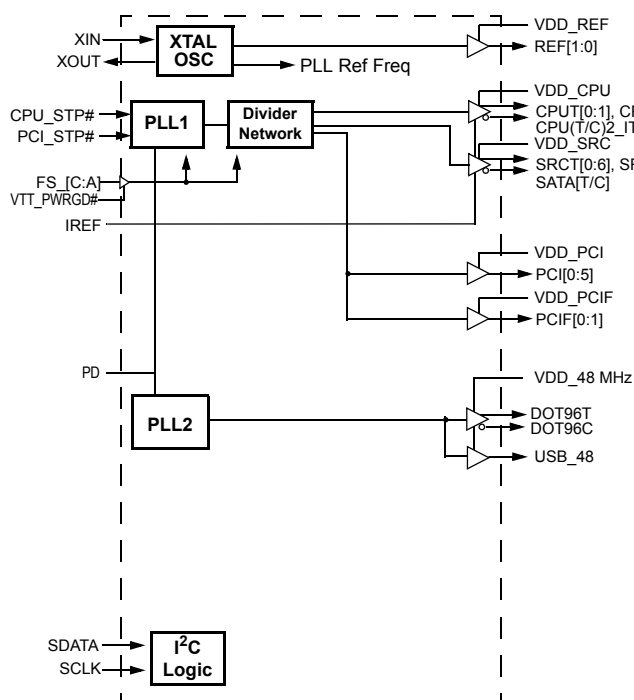 XIN
XOUT
XTAL
OSC
VDD_REF
REF[1:0]
PLL Ref Freq
CPU_STP#
PCI_STP#
PLL1
Divider
Network
VDD_CPU
CPUT[0:1],
CPU(T/C)2_IT
VDD_SRC
SRCT[0:6],
SATA[T/C]
FS_[C:A]
VTT_PWRGD#
IREF
VDD_PCI
PCI[0:5]
VDD_PCIF
PCIF[0:1]
PD
PLL2
VDD_48 MHz
DOT96T
DOT96C
USB_48
SDATA
SCLK
I²C
Logic